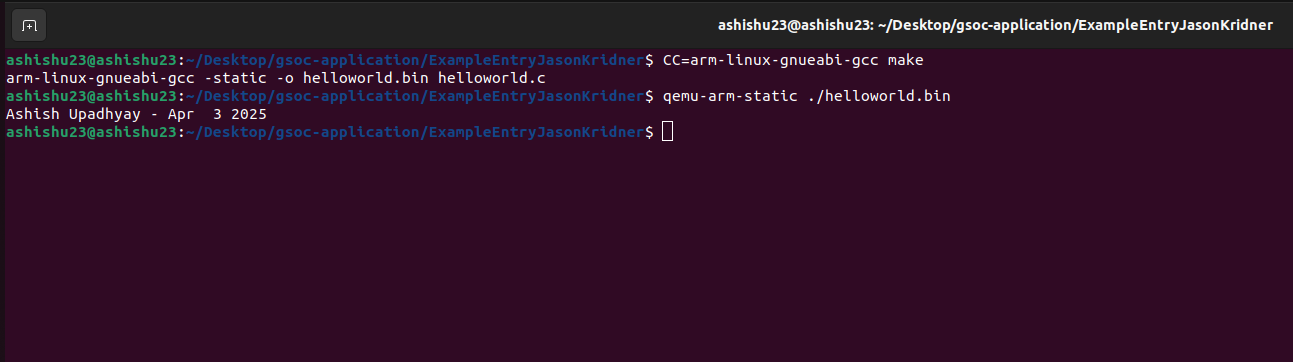 ashishu23@ashishu23: ~/Desktop/gsoc-application/ExampleEntryJasonKridner
ashishu23@ashishu23:~/Desktop/gsoc-application/ExampleEntryJasonKridner$ CC=arm-linux-gnueabi-gcc make
arm-linux-gnueabi-gcc -static -o helloworld.bin helloworld.c
ashishu23@ashishu23:~/Desktop/gsoc-application/ExampleEntryJasonKridner$ qemu-arm-static ./helloworld.bin
Ashish Upadhyay - Apr  3 2025
ashishu23@ashishu23:~/Desktop/gsoc-application/ExampleEntryJasonKridner$